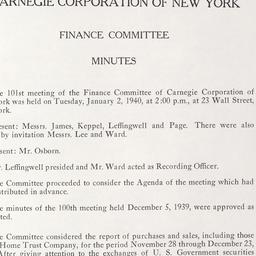 ARNEGIE CORPORATION OF NEW YORK
FINANCE COMMITTEE
MINUTES
e 101st meeting of the Finance Committee of Carnegie Corporation of
ork was held on Tuesday, January 2, 1940, at 2:00 p.m., at 23 Wall Street,
ork.
esent: Messrs. James, Keppel, Leffingwell and Page. There were also
by invitation Messrs. Lee and Ward.
sent: Mr. Osborn.
r. Leffingwell presided and Mr. Ward acted as Recording Officer.
e Committee proceeded to consider the Agenda of the meeting which had
ntributed in advance.
e minutes of the 100th meeting held December 5, 1939, were approved as
ted.
e Committee considered the report of purchases and sales, including those
Home Trust Company, for the period November 28 through December 23,
After giving attention to the exchanges of U. S. Government securities